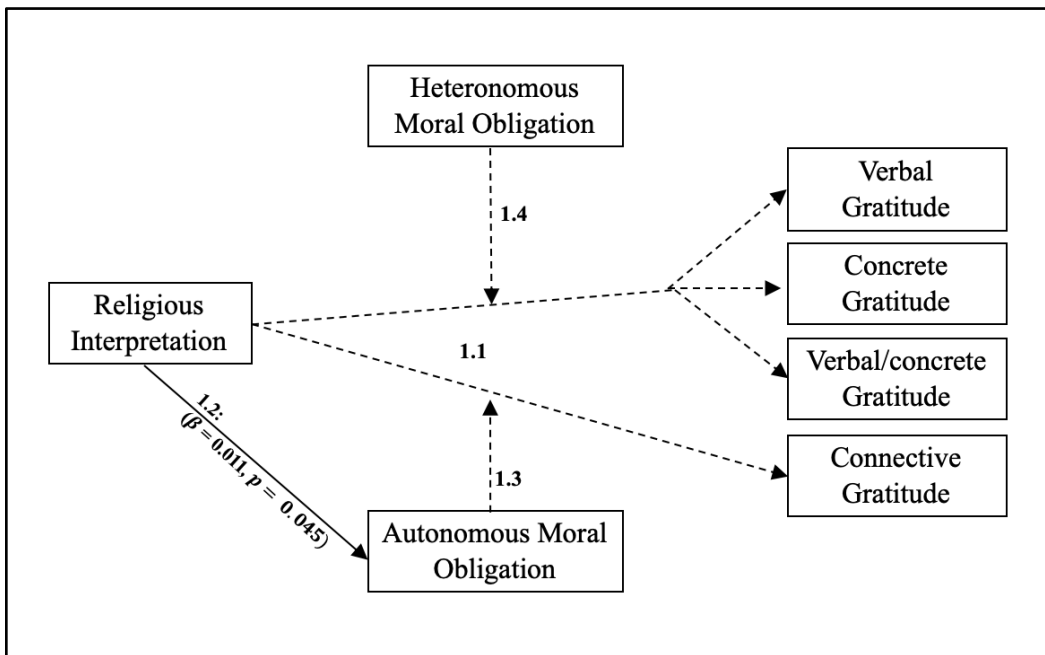 Heteronomous
Moral Obligation
1.4
Verbal
Gratitude
Concrete
Gratitude
Religious
Interpretation
1.1
Verbal/concrete
Gratitude
1.2:
(β = 0.011, p = 0.045)
1.3
Connective
Gratitude
Autonomous Moral
Obligation